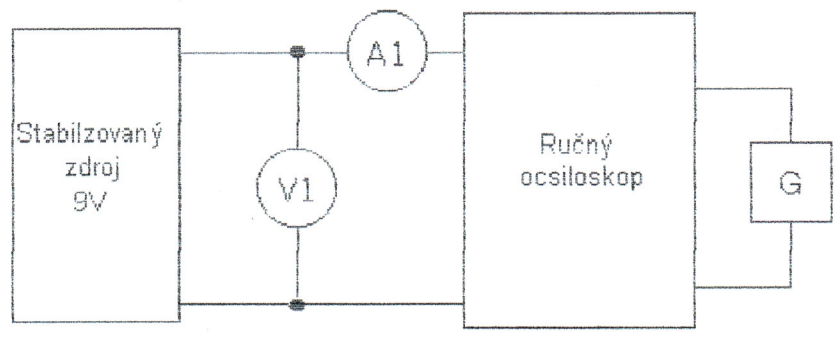 Stabilzovaný
zdroj
9V
A1
V1
Ručný
ocsiloskop
G